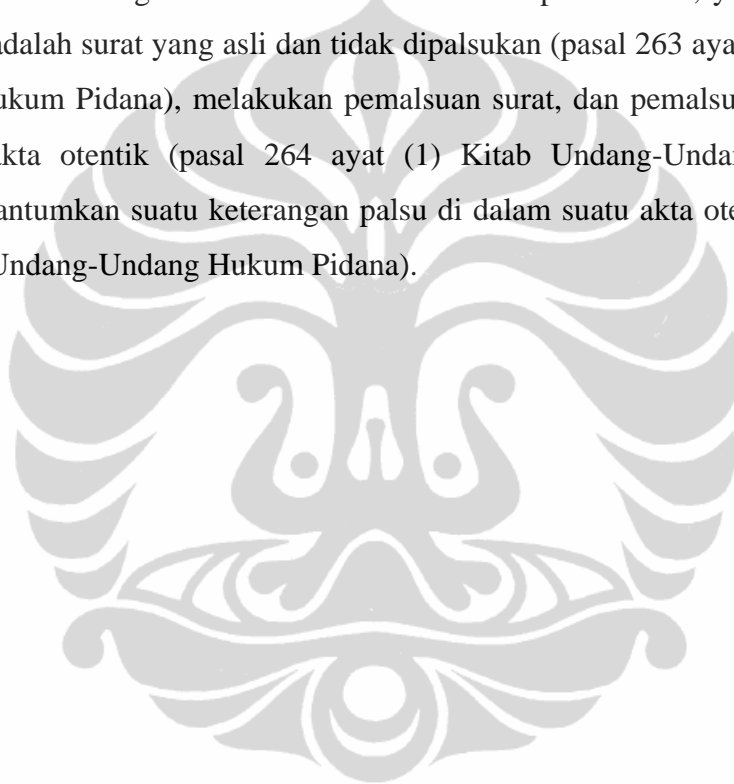 adalah surat yang asli dan tidak dipalsukan (pasal 263 aya
ukum Pidana), melakukan pemalsuan surat, dan pemalsu
akta otentik (pasal 264 ayat (1) Kitab Undang-Undan
antumkan suatu keterangan palsu di dalam suatu akta ote
Undang-Undang Hukum Pidana).